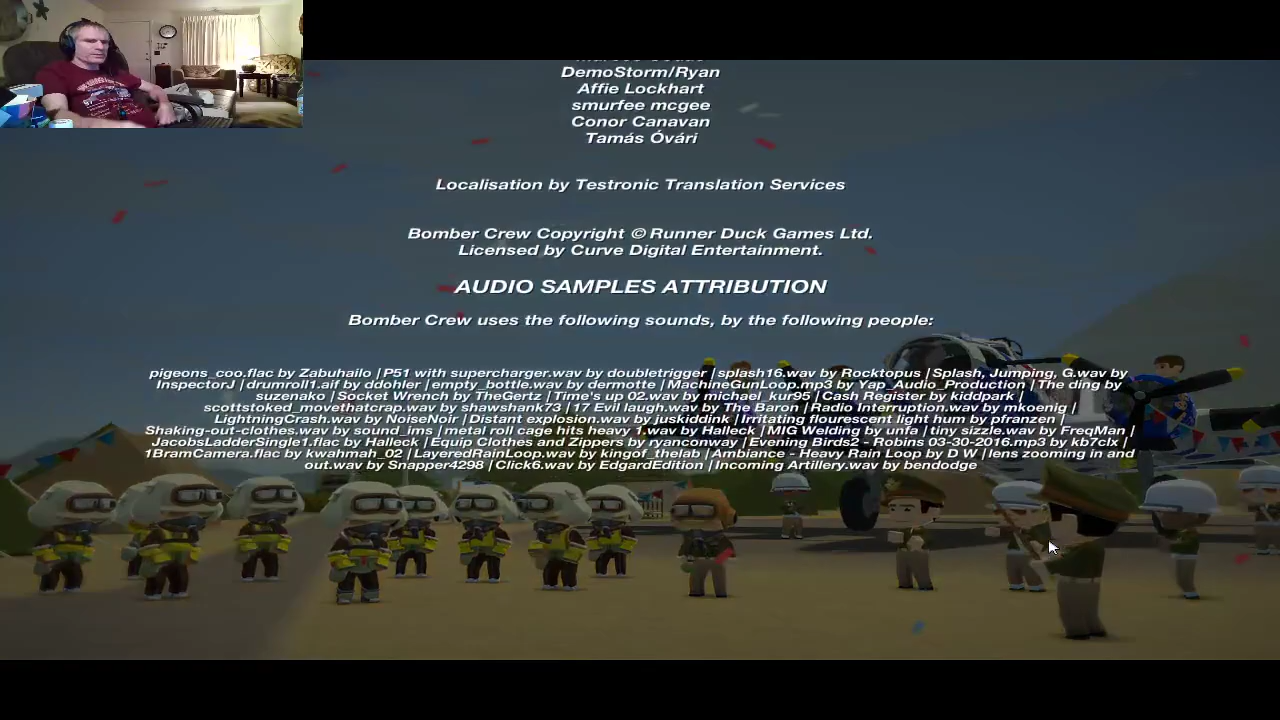 DemoStorm/Ryan
Affie Lockhart
smurfee mcgee
Conor Canavan
Tamás Óvári
Localisation by Testronic Translation Services
Bomber Crew Copyright © Runner Duck Games Ltd.
Licensed by Curve Digital Entertainment.
AUDIO SAMPLES ATTRIBUTION
Bomber Crew uses the following sounds, by the following people:
pigeons_coo.flac by Zabuhailo | P51 with supercharger.wav by doubletrigger | splash16.wav by Rocktopus | Splash, Jumping, G.wav by
InspectorJ | drumroll1.aif by ddohler | empty_bottle.wav by dermotte | MachineGunLoop.mp3 by Yap_Audio_Production | The ding by
suzenako | Socket Wrench by TheGertz | Time's up 02.wav by michael_kur95 | Cash Register by kiddpark |
scottstoked_movethatcrap.wav by shawshank73 | 17 Evil laugh.wav by The Baron | Radio Interruption.wav by mkoenig |
LightningCrash.wav by NoiseNoir | Distant explosion.wav by juskiddink | Irritating flourescent light hum by pfranzen |
Shaking-out-clothes.wav by sound_ims | metal roll cage hits heavy 1.wav by Halleck | MIG Welding by unfa | tiny sizzle.wav by FreqMan |
JacobsLadderSingle1.flac by Halleck | Equip Clothes and Zippers by ryanconway | Evening Birds2 - Robins 03-30-2016.mp3 by kb7clx |
1BramCamera.flac by kwahmah_02 | LayeredRainLoop.wav by kingof_thelab | Ambiance - Heavy Rain Loop by D W | lens zooming in and
out.wav by Snapper4298 | Click6.wav by EdgardEdition | Incoming Artillery.wav by bendodge